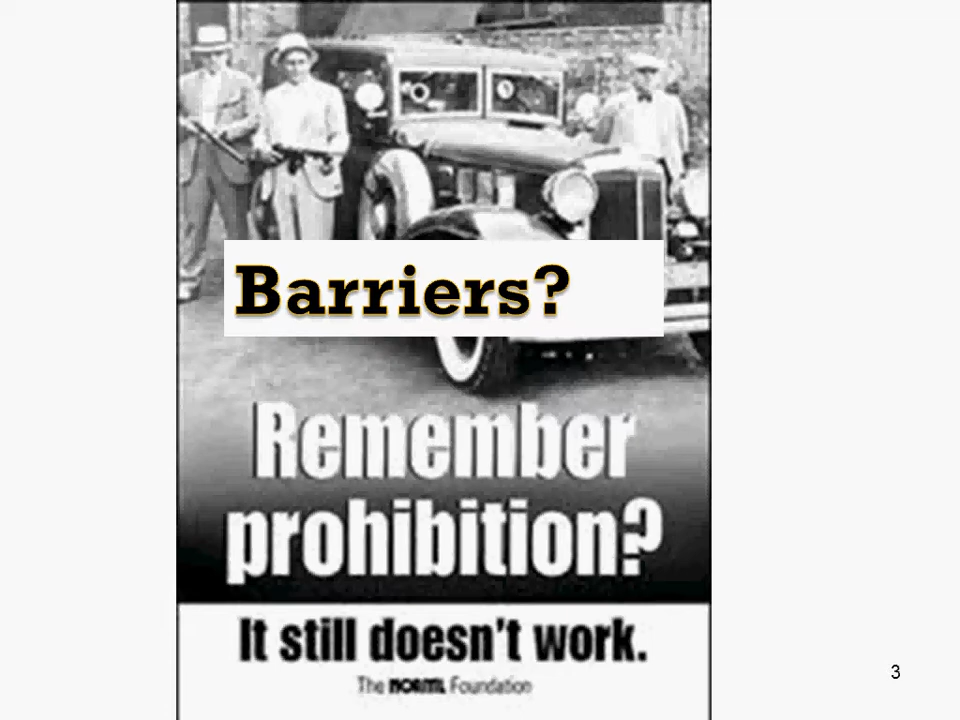 Barriers?
Remember
prohibition?
It still doesn't work.
The NORML Foundation
3